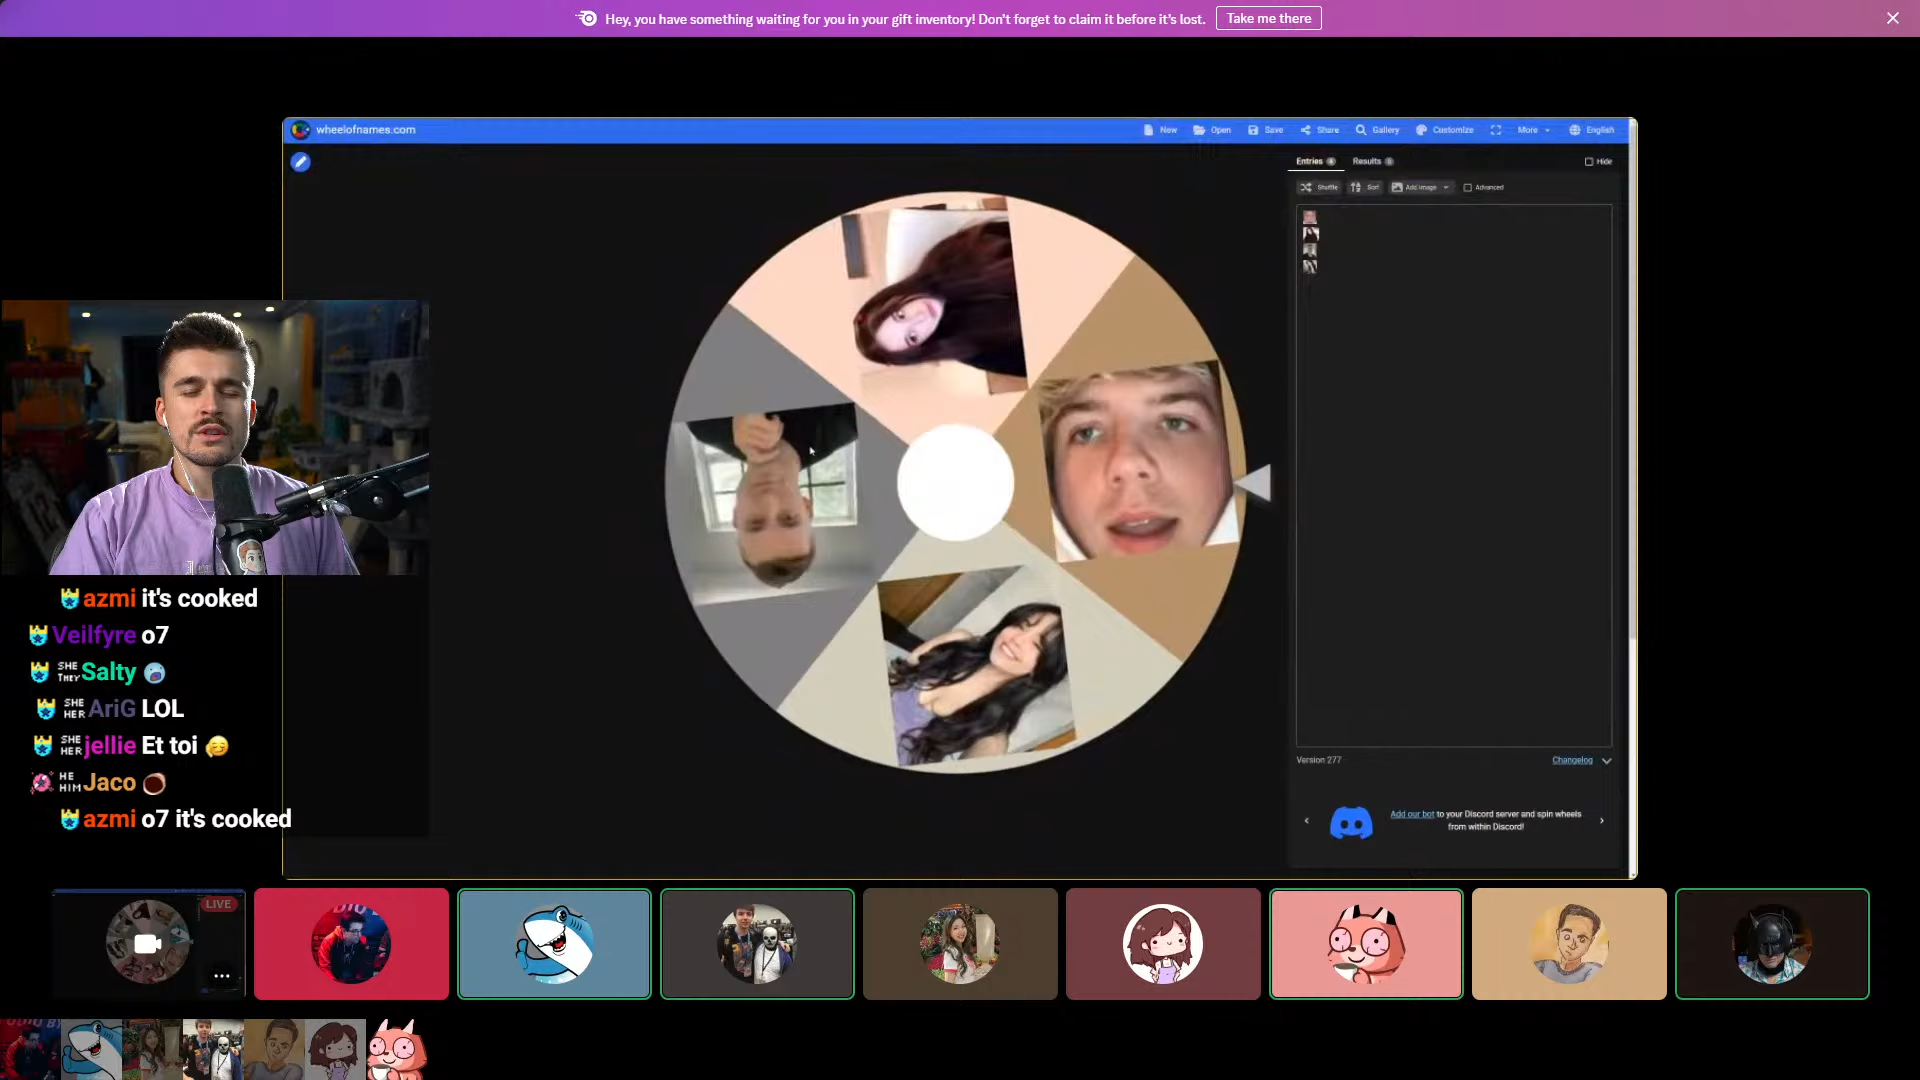 Hey, you have something waiting for you in your gift inventory! Don't forget to claim it before it's lost.
Take me there
wheelofnames.com
New
Open
Save
Share
Gallery
Customize
More
English
Entries 4
Results 0
Hide
Shuffle
Sort
Add image
Advanced
azmi it's cooked
Veilfyre o7
SHE THEY Salty
SHE HER AriG LOL
SHE HER jellie Et toi
HE HIM Jaco
azmi o7 it's cooked
Version 277
Changelog
Add our bot to your Discord server and spin wheels
from within Discord!
LIVE